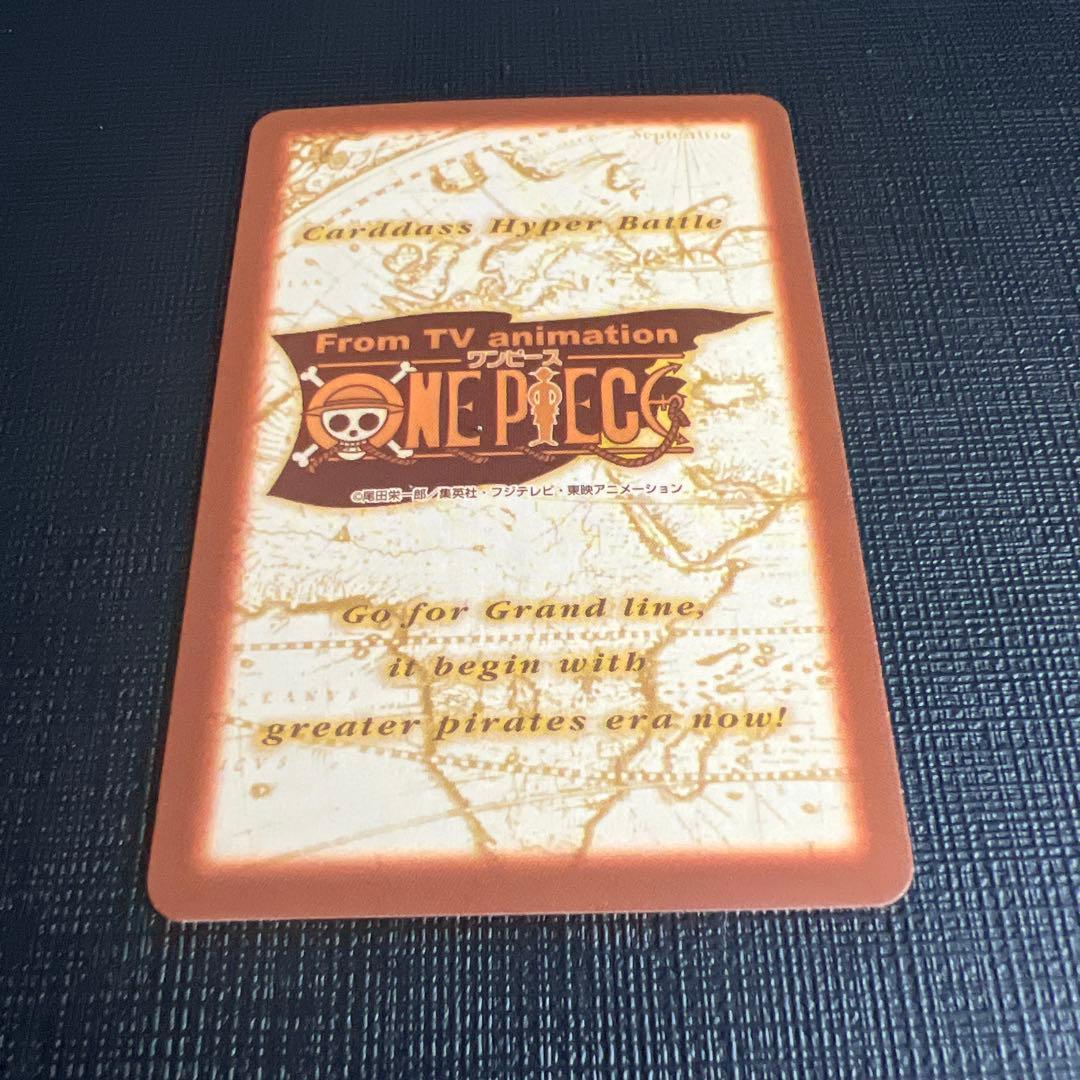 Septentrio
Carddass Hyper Battle
From TV animation
ワンピース
ONE PIECE
©尾田栄一郎/集英社・フジテレビ・東映アニメーション
Go for Grand line,
it begin with
greater pirates era now!